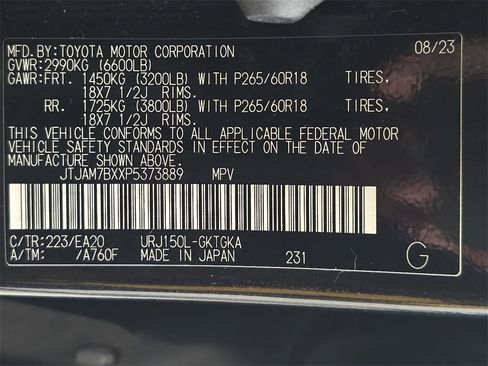 MFD.BY:TOYOTA MOTOR CORPORATION 08/23
GVWR:2990KG (6600LB)
GAWR:FRT. 1450KG (3200LB) WITH P265/60R18 TIRES,
18X7 1/2J RIMS.
RR. 1725KG (3800LB) WITH P265/60R18 TIRES,
18X7 1/2J RIMS.
THIS VEHICLE CONFORMS TO ALL APPLICABLE FEDERAL MOTOR
VEHICLE SAFETY STANDARDS IN EFFECT ON THE DATE OF
MANUFACTURE SHOWN ABOVE.
JTJAM7BXXP5373889 MPV
C/TR:223/EA20 URJ150L-GKTGKA
A/TM: /A760F MADE IN JAPAN 231 G